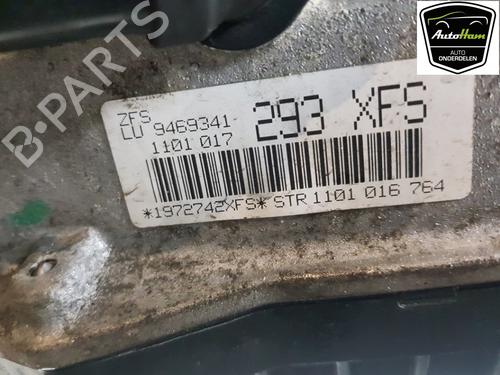 AutoHam
AUTO
ONDERDELEN
B-PARTS
ZFS
LU 9469341-
1101 017
293 XFS
*1972742XFS* STR 1101 016 764